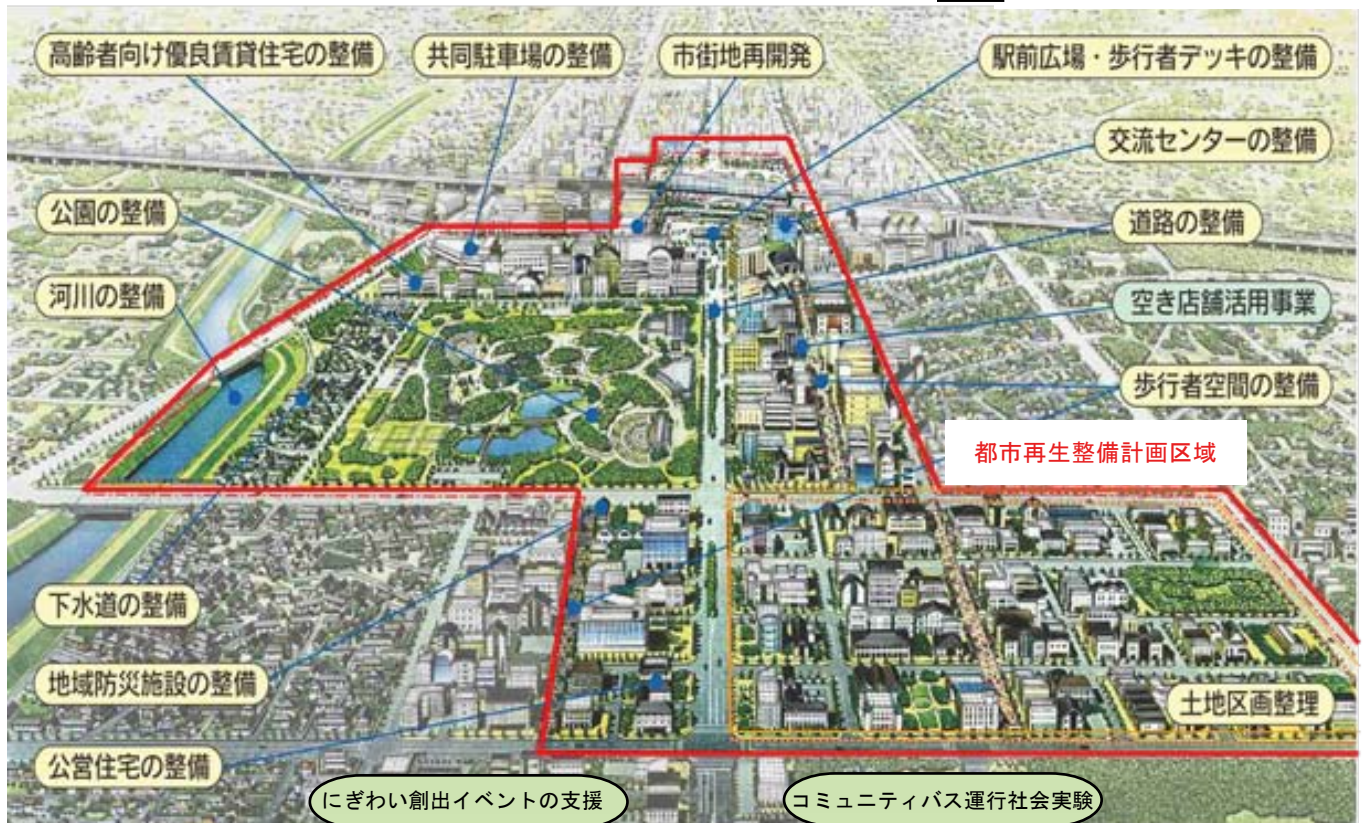 高齢者向け優良賃貸住宅の整備
共同駐車場の整備
市街地再開発
駅前広場・歩行者デッキの整備
交流センターの整備
公園の整備
道路の整備
河川の整備
空き店舗活用事業
歩行者空間の整備
都市再生整備計画区域
下水道の整備
地域防災施設の整備
土地区画整理
公営住宅の整備
にぎわい創出イベントの支援
コミュニティバス運行社会実験